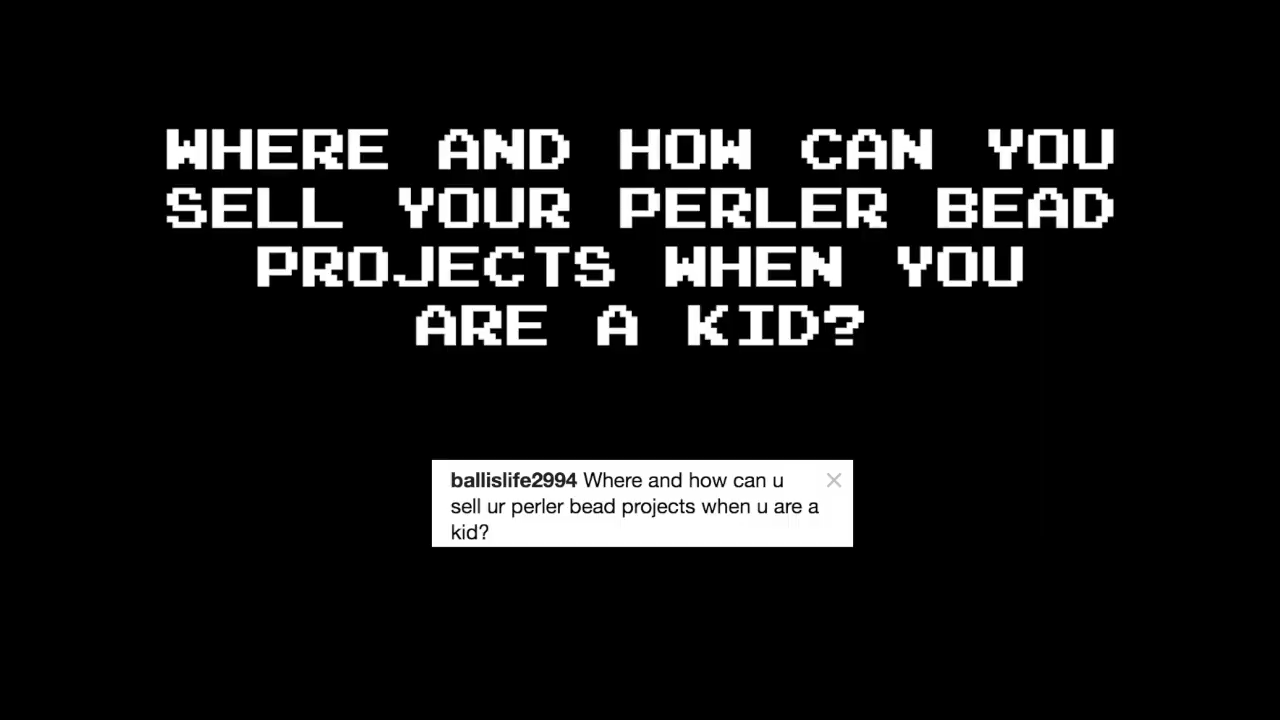 WHERE AND HOW CAN YOU
SELL YOUR PERLER BEAD
PROJECTS WHEN YOU
ARE A KID?
ballislife2994 Where and how can u
sell ur perler bead projects when u are a
kid?